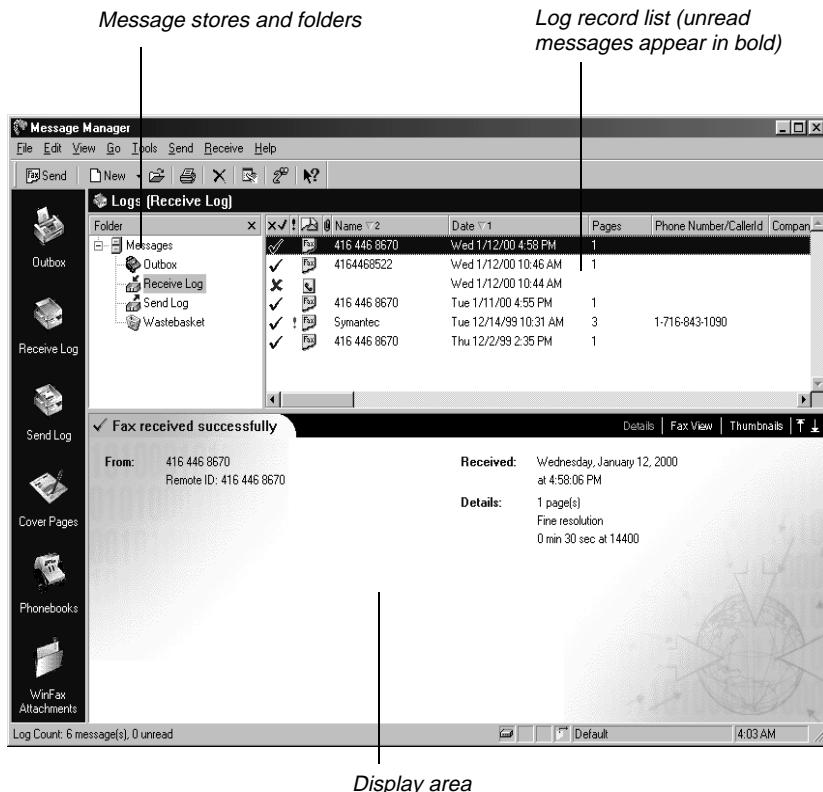 Message stores and folders
Log record list (unread
messages appear in bold)
Message Manager
File Edit View Go Tools Send Receive Help
Fax Send New
Logs (Receive Log)
Folder
Name 2 Date 1 Pages Phone Number/CallerId Compan
Messages
Outbox
Receive Log
Send Log
Wastebasket
Fax 416 446 8670 Wed 1/12/00 4:58 PM 1
Fax 4164468522 Wed 1/12/00 10:46 AM 1
Wed 1/12/00 10:44 AM
Fax 416 446 8670 Tue 1/11/00 4:55 PM 1
! Fax Symantec Tue 12/14/99 10:31 AM 3 1-716-843-1090
Fax 416 446 8670 Thu 12/2/99 2:35 PM 1
Outbox
Receive Log
Send Log
Cover Pages
Phonebooks
WinFax
Attachments
Fax received successfully
Details Fax View Thumbnails
From: 416 446 8670
Remote ID: 416 446 8670
Received: Wednesday, January 12, 2000
at 4:58:06 PM
Details: 1 page(s)
Fine resolution
0 min 30 sec at 14400
Log Count: 6 message(s), 0 unread
Default
4:03 AM
Display area